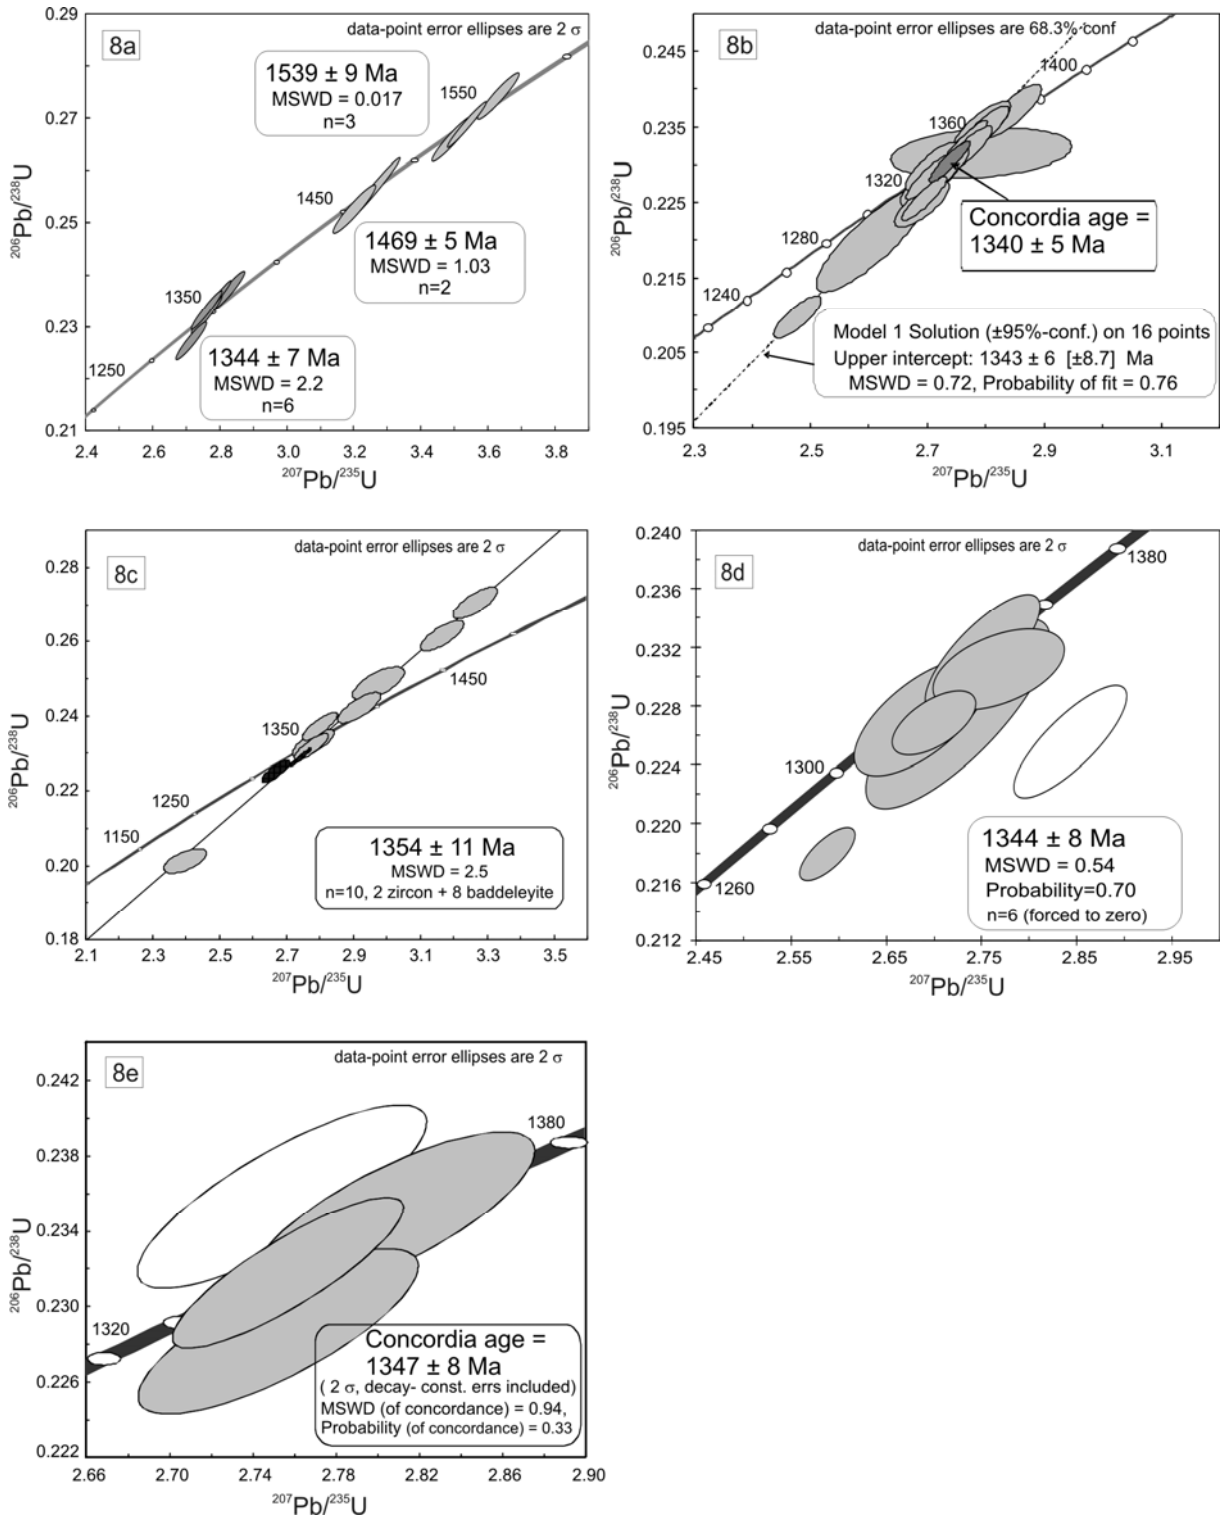 8a
data-point error ellipses are 2 σ
0.29
0.27
0.25
0.23
0.21
²⁰⁶Pb/²³⁸U
1539 ± 9 Ma
MSWD = 0.017
n=3
1550
1450
1469 ± 5 Ma
MSWD = 1.03
n=2
1350
1344 ± 7 Ma
MSWD = 2.2
n=6
1250
2.4 2.6 2.8 3.0 3.2 3.4 3.6 3.8
²⁰⁷Pb/²³⁵U
8b
data-point error ellipses are 68.3% conf
0.245
0.235
0.225
0.215
0.205
0.195
²⁰⁶Pb/²³⁸U
1400
1360
1320
1280
1240
Concordia age =
1340 ± 5 Ma
Model 1 Solution (±95%-conf.) on 16 points
Upper intercept: 1343 ± 6 [±8.7] Ma
MSWD = 0.72, Probability of fit = 0.76
2.3 2.5 2.7 2.9 3.1
²⁰⁷Pb/²³⁵U
8c
data-point error ellipses are 2 σ
0.28
0.26
0.24
0.22
0.20
0.18
²⁰⁶Pb/²³⁸U
1450
1350
1250
1150
1354 ± 11 Ma
MSWD = 2.5
n=10, 2 zircon + 8 baddeleyite
2.1 2.3 2.5 2.7 2.9 3.1 3.3 3.5
²⁰⁷Pb/²³⁵U
8d
data-point error ellipses are 2 σ
0.240
0.236
0.232
0.228
0.224
0.220
0.216
0.212
²⁰⁶Pb/²³⁸U
1380
1300
1260
1344 ± 8 Ma
MSWD = 0.54
Probability=0.70
n=6 (forced to zero)
2.45 2.55 2.65 2.75 2.85 2.95
²⁰⁷Pb/²³⁵U
8e
data-point error ellipses are 2 σ
0.242
0.238
0.234
0.230
0.226
0.222
²⁰⁶Pb/²³⁸U
1380
1320
Concordia age =
1347 ± 8 Ma
( 2 σ, decay- const. errs included)
MSWD (of concordance) = 0.94,
Probability (of concordance) = 0.33
2.66 2.70 2.74 2.78 2.82 2.86 2.90
²⁰⁷Pb/²³⁵U